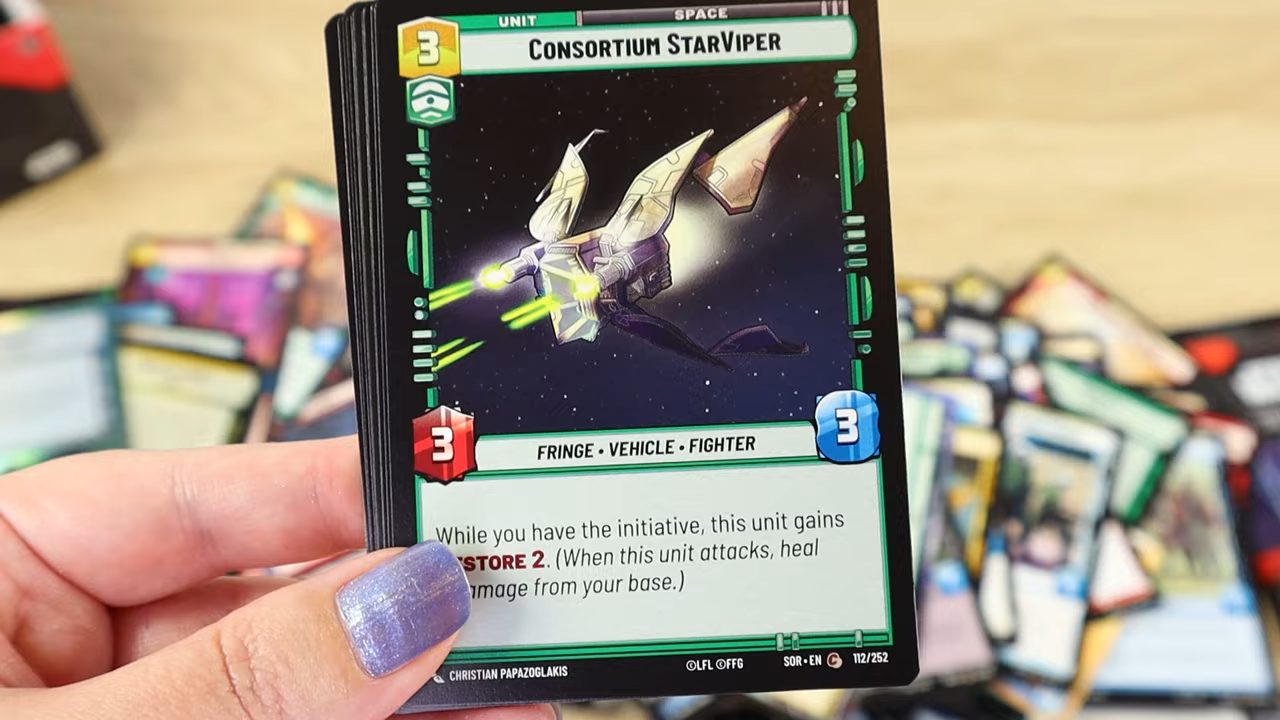 UNIT
SPACE
3
CONSORTIUM STARVIPER
3
3
FRINGE • VEHICLE • FIGHTER
While you have the initiative, this unit gains
STORE 2. (When this unit attacks, heal
amage from your base.)
CHRISTIAN PAPAZOGLAKIS
©LFL ©FFG
SOR • EN C 112/252